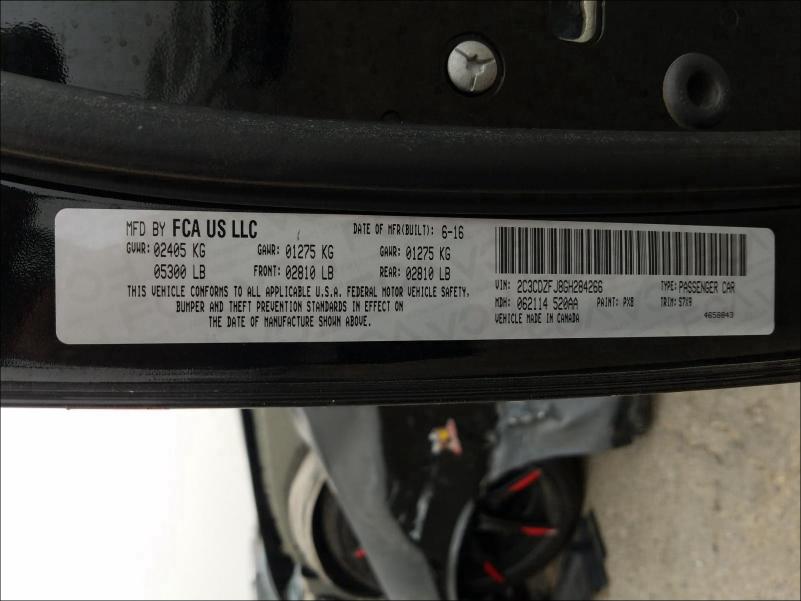 MFD BY FCA US LLC DATE OF MFR(BUILT): 6-16
GVWR: 02405 KG GAWR: 01275 KG GAWR: 01275 KG
05300 LB FRONT: 02810 LB REAR: 02810 LB
THIS VEHICLE CONFORMS TO ALL APPLICABLE U.S.A. FEDERAL MOTOR VEHICLE SAFETY,
BUMPER AND THEFT PREVENTION STANDARDS IN EFFECT ON
THE DATE OF MANUFACTURE SHOWN ABOVE.
VIN: 2C3CDZFJ8GH284266 TYPE: PASSENGER CAR
MDH: 062114 520AA PAINT: PX8 TRIM: S7X9
VEHICLE MADE IN CANADA 4658843